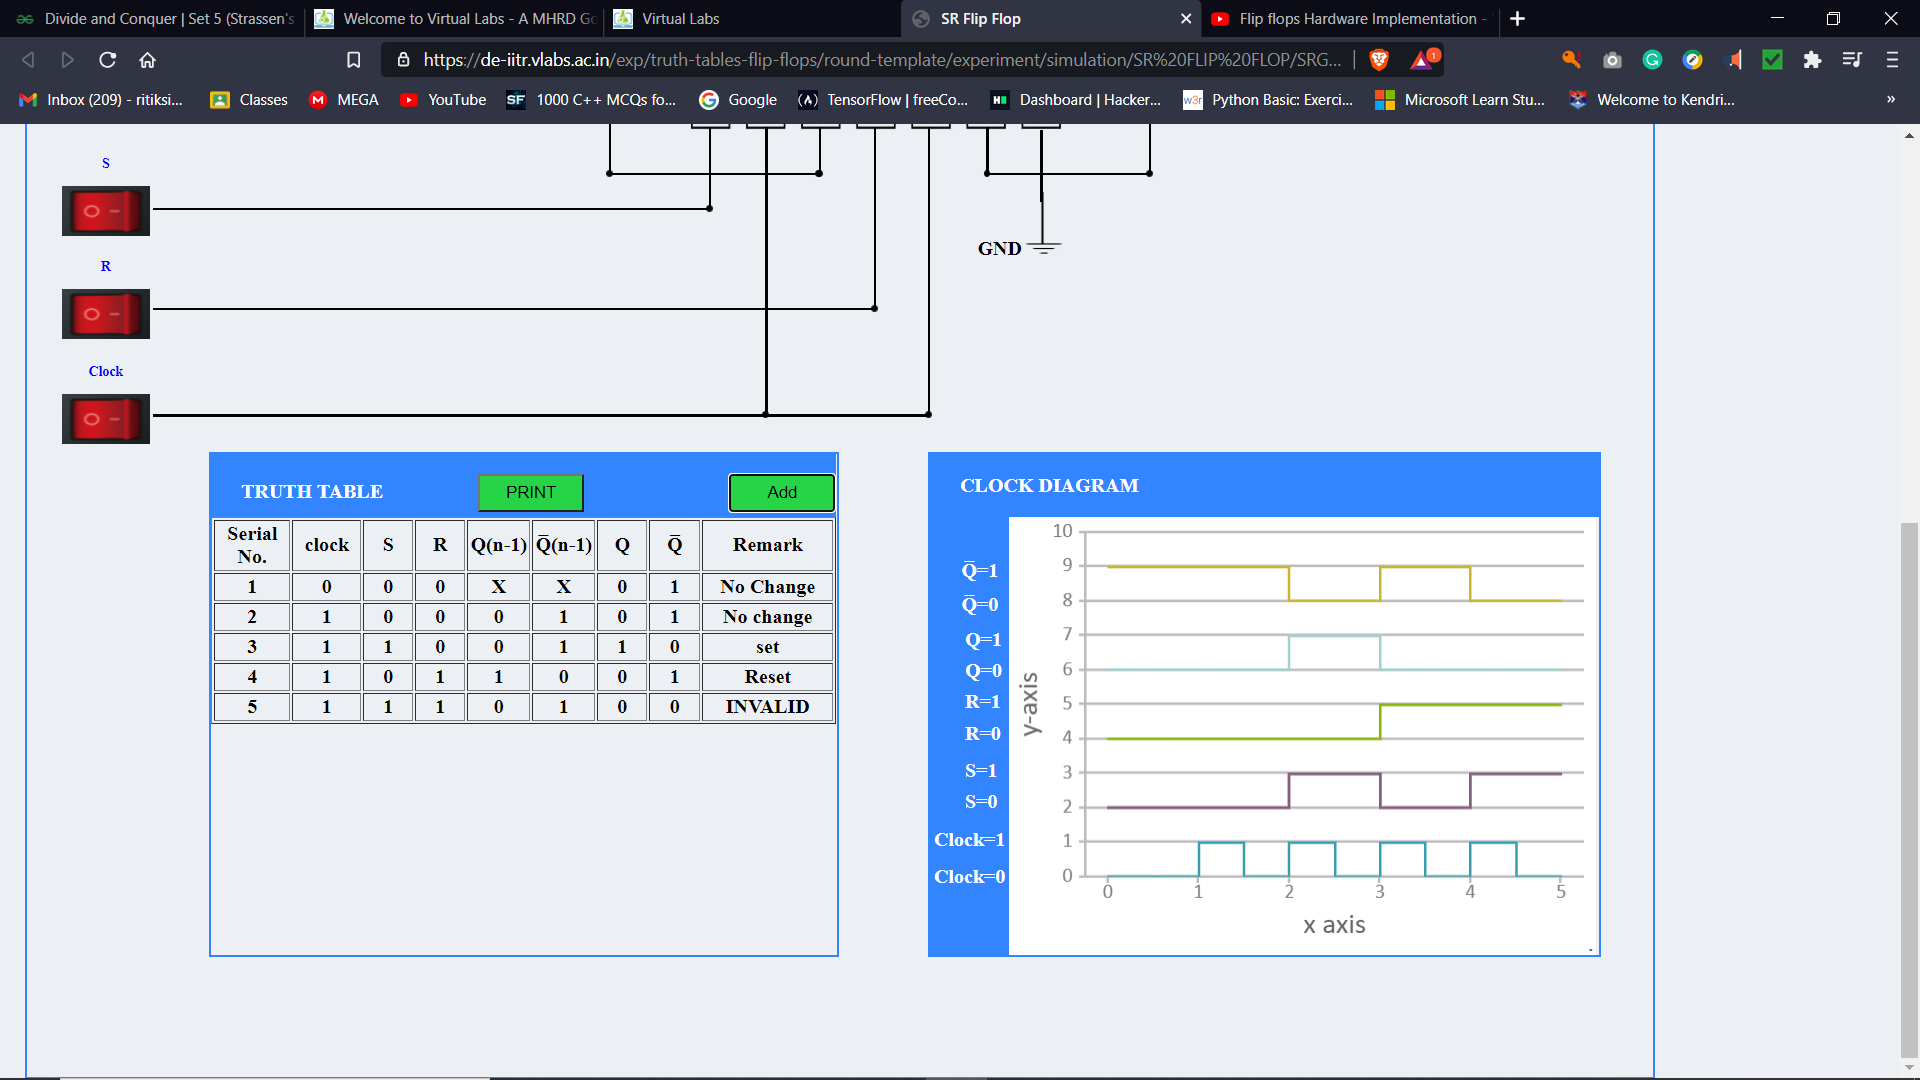 Divide and Conquer | Set 5 (Strassen's
Welcome to Virtual Labs - A MHRD Go
Virtual Labs
SR Flip Flop
Flip flops Hardware Implementation -
https://de-iitr.vlabs.ac.in/exp/truth-tables-flip-flops/round-template/experiment/simulation/SR%20FLIP%20FLOP/SRG...
1
Inbox (209) - ritiksi...
Classes
MEGA
YouTube
SF 1000 C++ MCQs fo...
Google
TensorFlow | freeCo...
Dashboard | Hacker...
w3r Python Basic: Exerci...
Microsoft Learn Stu...
Welcome to Kendri...
»
S
R
Clock
GND
TRUTH TABLE PRINT Add
Serial No. clock S R Q(n-1) Q̅(n-1) Q Q̅ Remark
1 0 0 0 X X 0 1 No Change
2 1 0 0 0 1 0 1 No change
3 1 1 0 0 1 1 0 set
4 1 0 1 1 0 0 1 Reset
5 1 1 1 0 1 0 0 INVALID
CLOCK DIAGRAM
Q̅=1
Q̅=0
Q=1
Q=0
R=1
R=0
S=1
S=0
Clock=1
Clock=0
y-axis
10
9
8
7
6
5
4
3
2
1
0
0 1 2 3 4 5
x axis